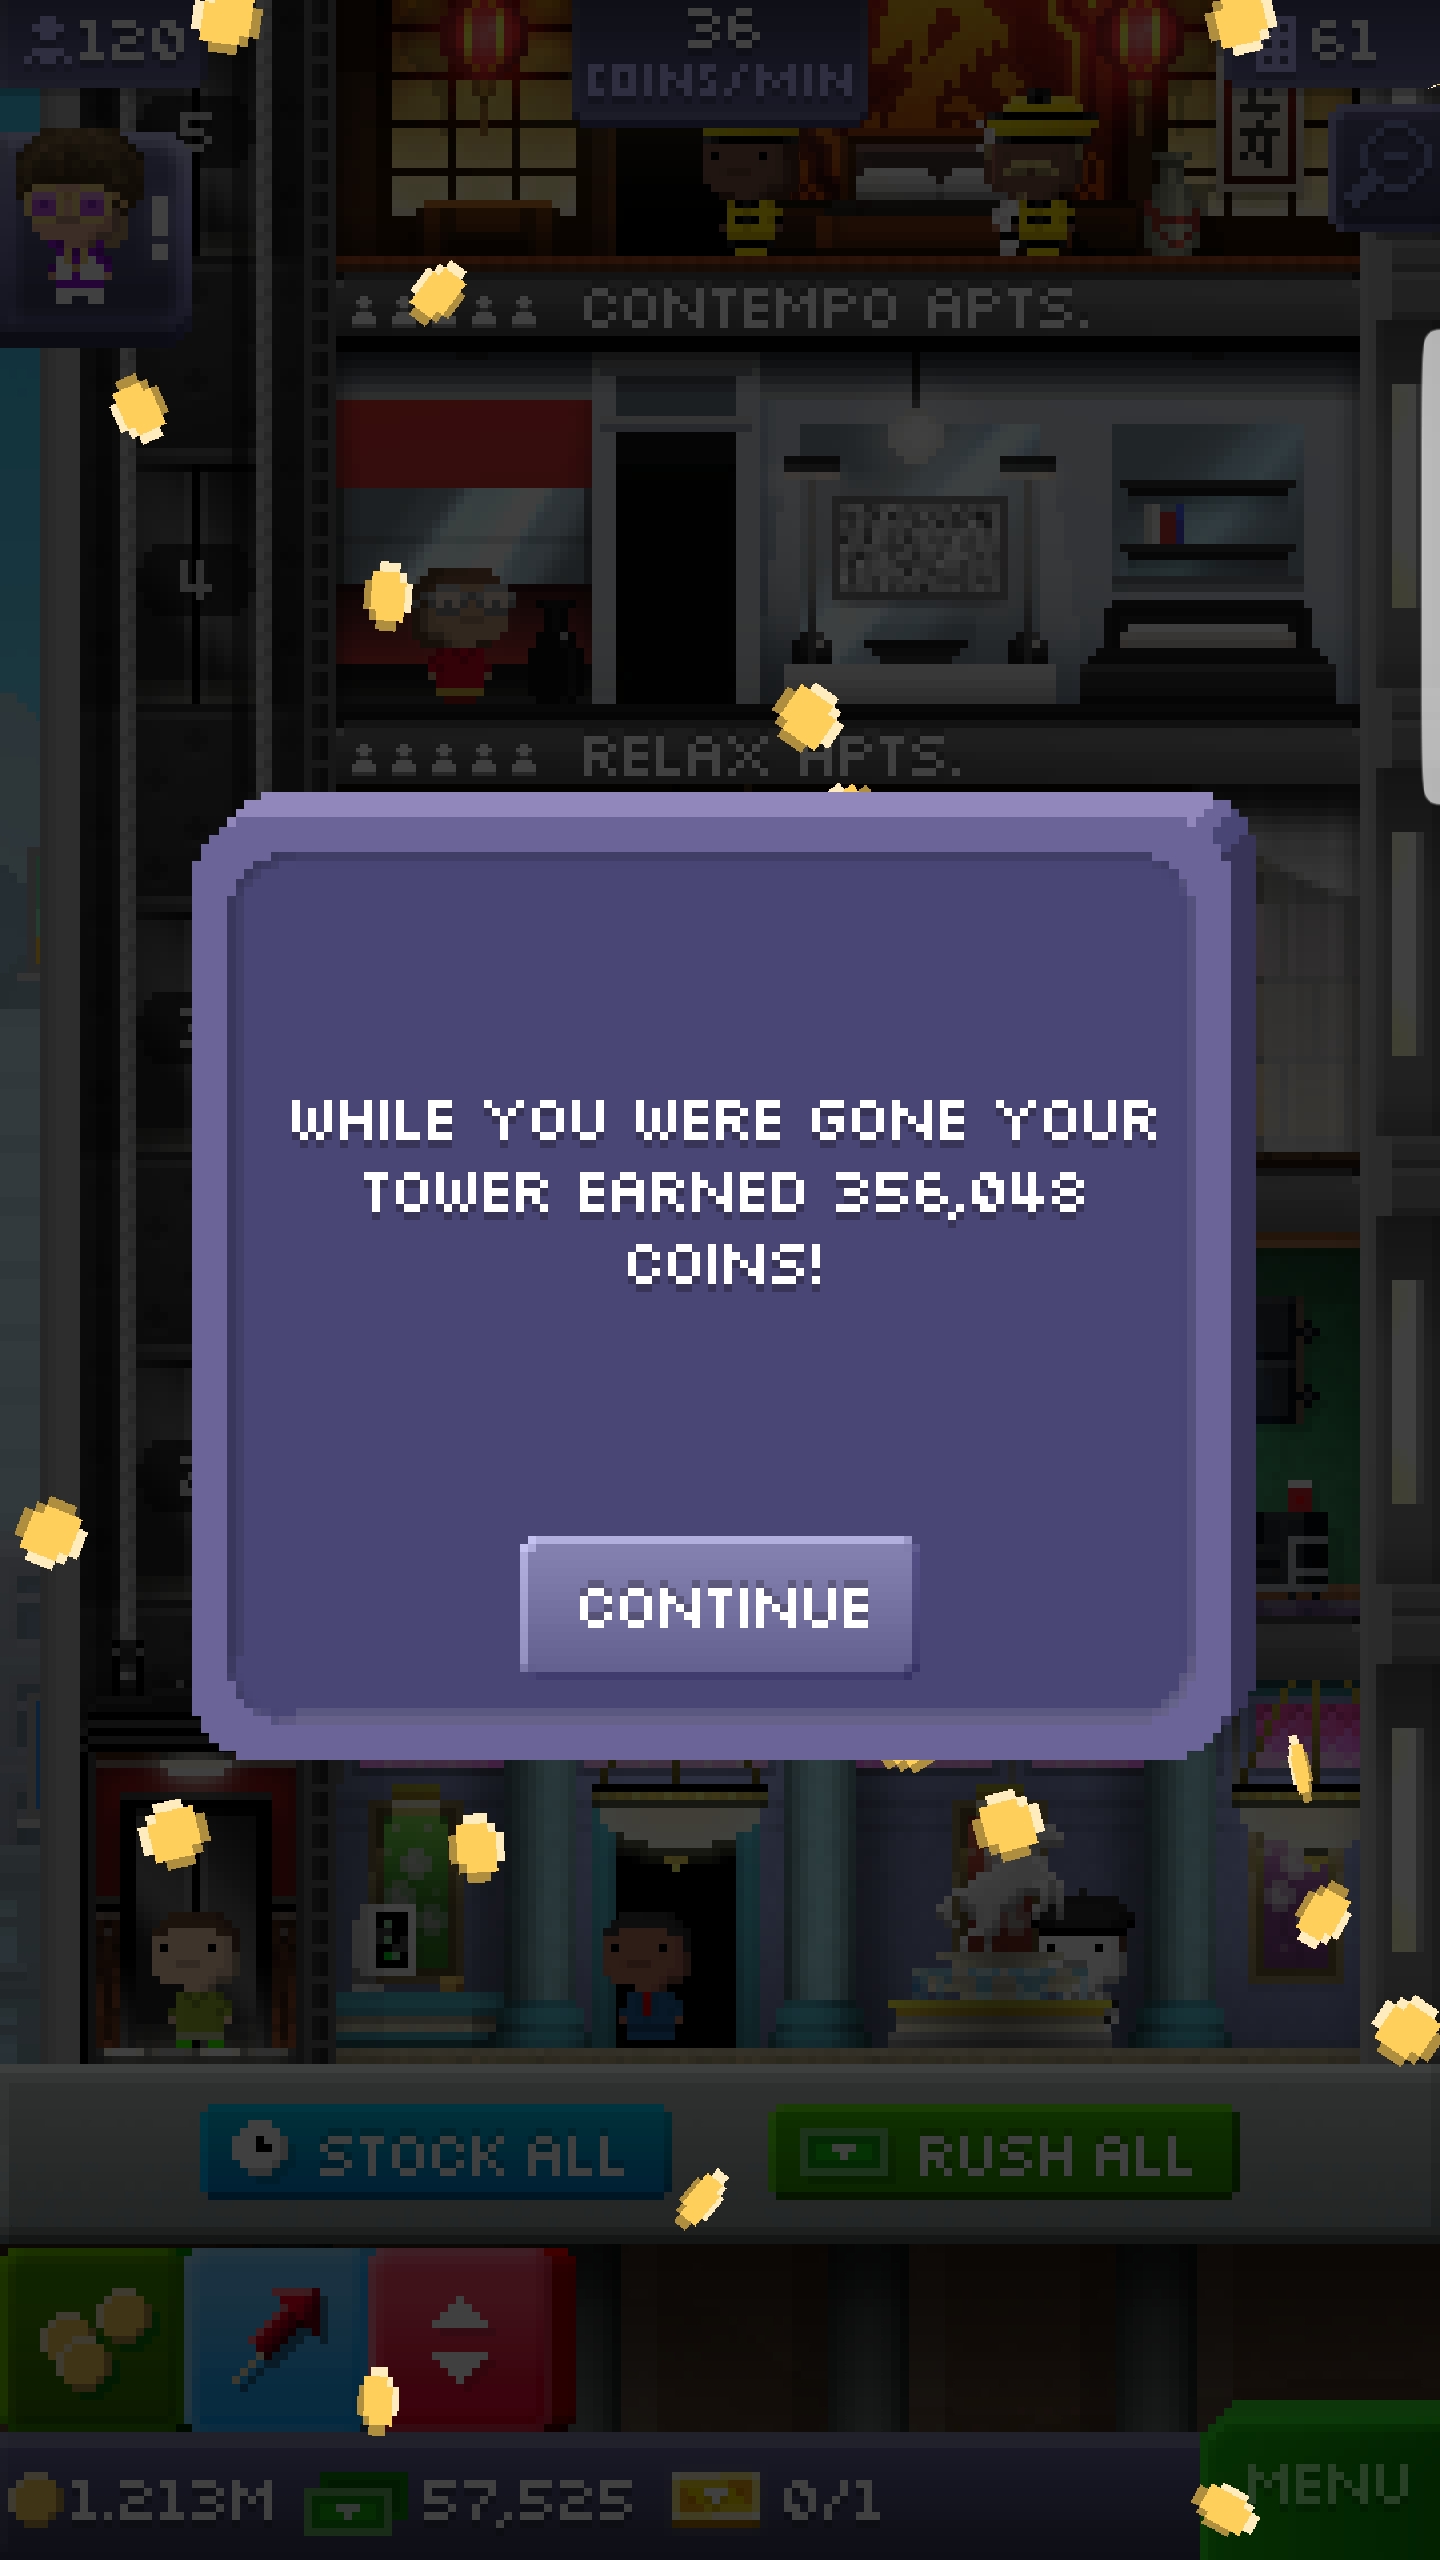 120
36
COINS/MIN
61
5
!
CONTEMPO APTS.
4
RELAX APTS.
WHILE YOU WERE GONE YOUR
TOWER EARNED 356,048
COINS!
CONTINUE
STOCK ALL
RUSH ALL
1.213M
57,525
0/1
MENU